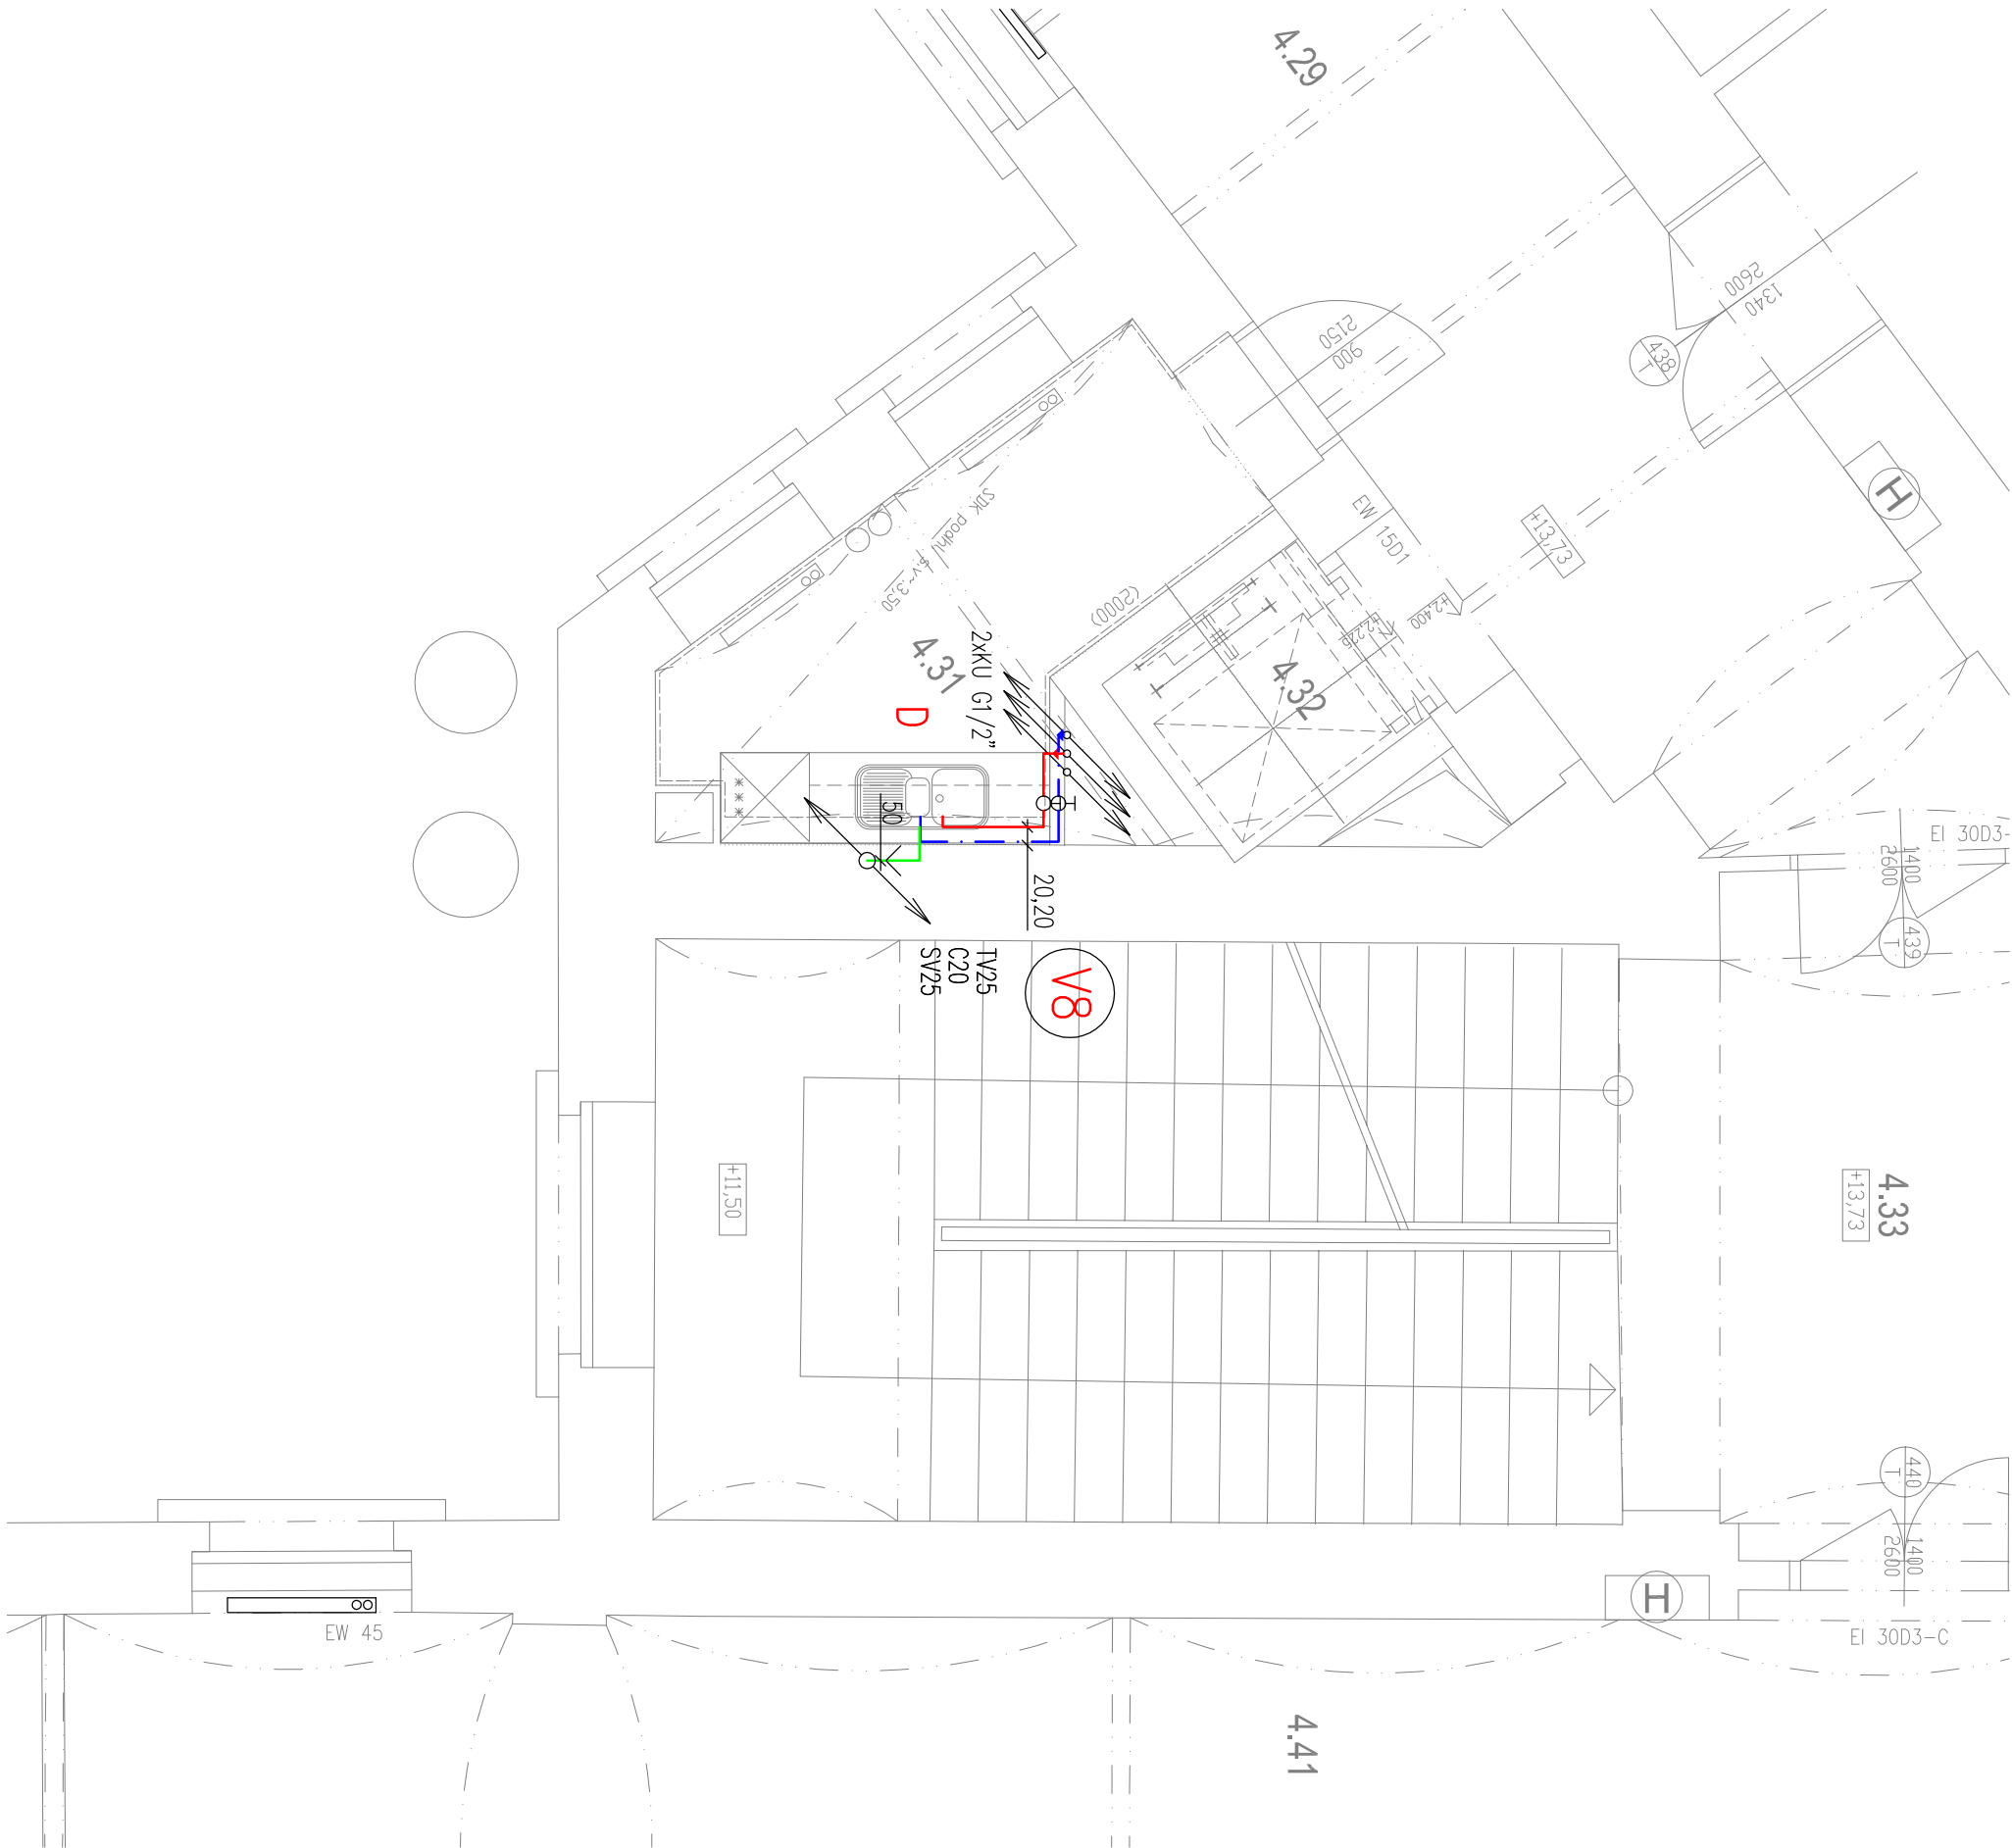 4.29
2600
1340
438
T
2150
900
H
EW 15D1
+13,73
SDK podhl.
s.v~.3,50
(2000)
+2,400
+2,225
4.31
4.32
2xKU G1/2"
D
T
T
50
K
20,20
TV25
C20
SV25
V8
EI 30D3-
1400
2600
439
T
+11,50
4.33
+13,73
440
T
1400
2600
H
EW 45
EI 30D3-C
4.41